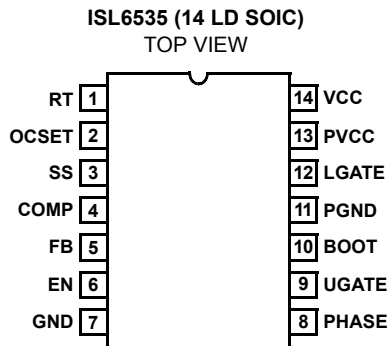 ISL6535 (14 LD SOIC)
TOP VIEW
RT 1
OCSET 2
SS 3
COMP 4
FB 5
EN 6
GND 7
14 VCC
13 PVCC
12 LGATE
11 PGND
10 BOOT
9 UGATE
8 PHASE